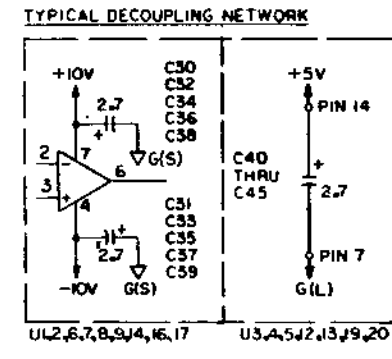 TYPICAL DECOUPLING NETWORK
+10V
C30
C32
C34
C36
C38
2.7
+
7
G(S)
2
-
6
3
+
4
C31
C33
C35
C37
C39
+
2.7
-10V
G(S)
U1,2,6,7,8,9,14,16,17
+5V
PIN 14
C40
THRU
C45
+
2.7
PIN 7
G(L)
U3,4,5,12,13,19,20